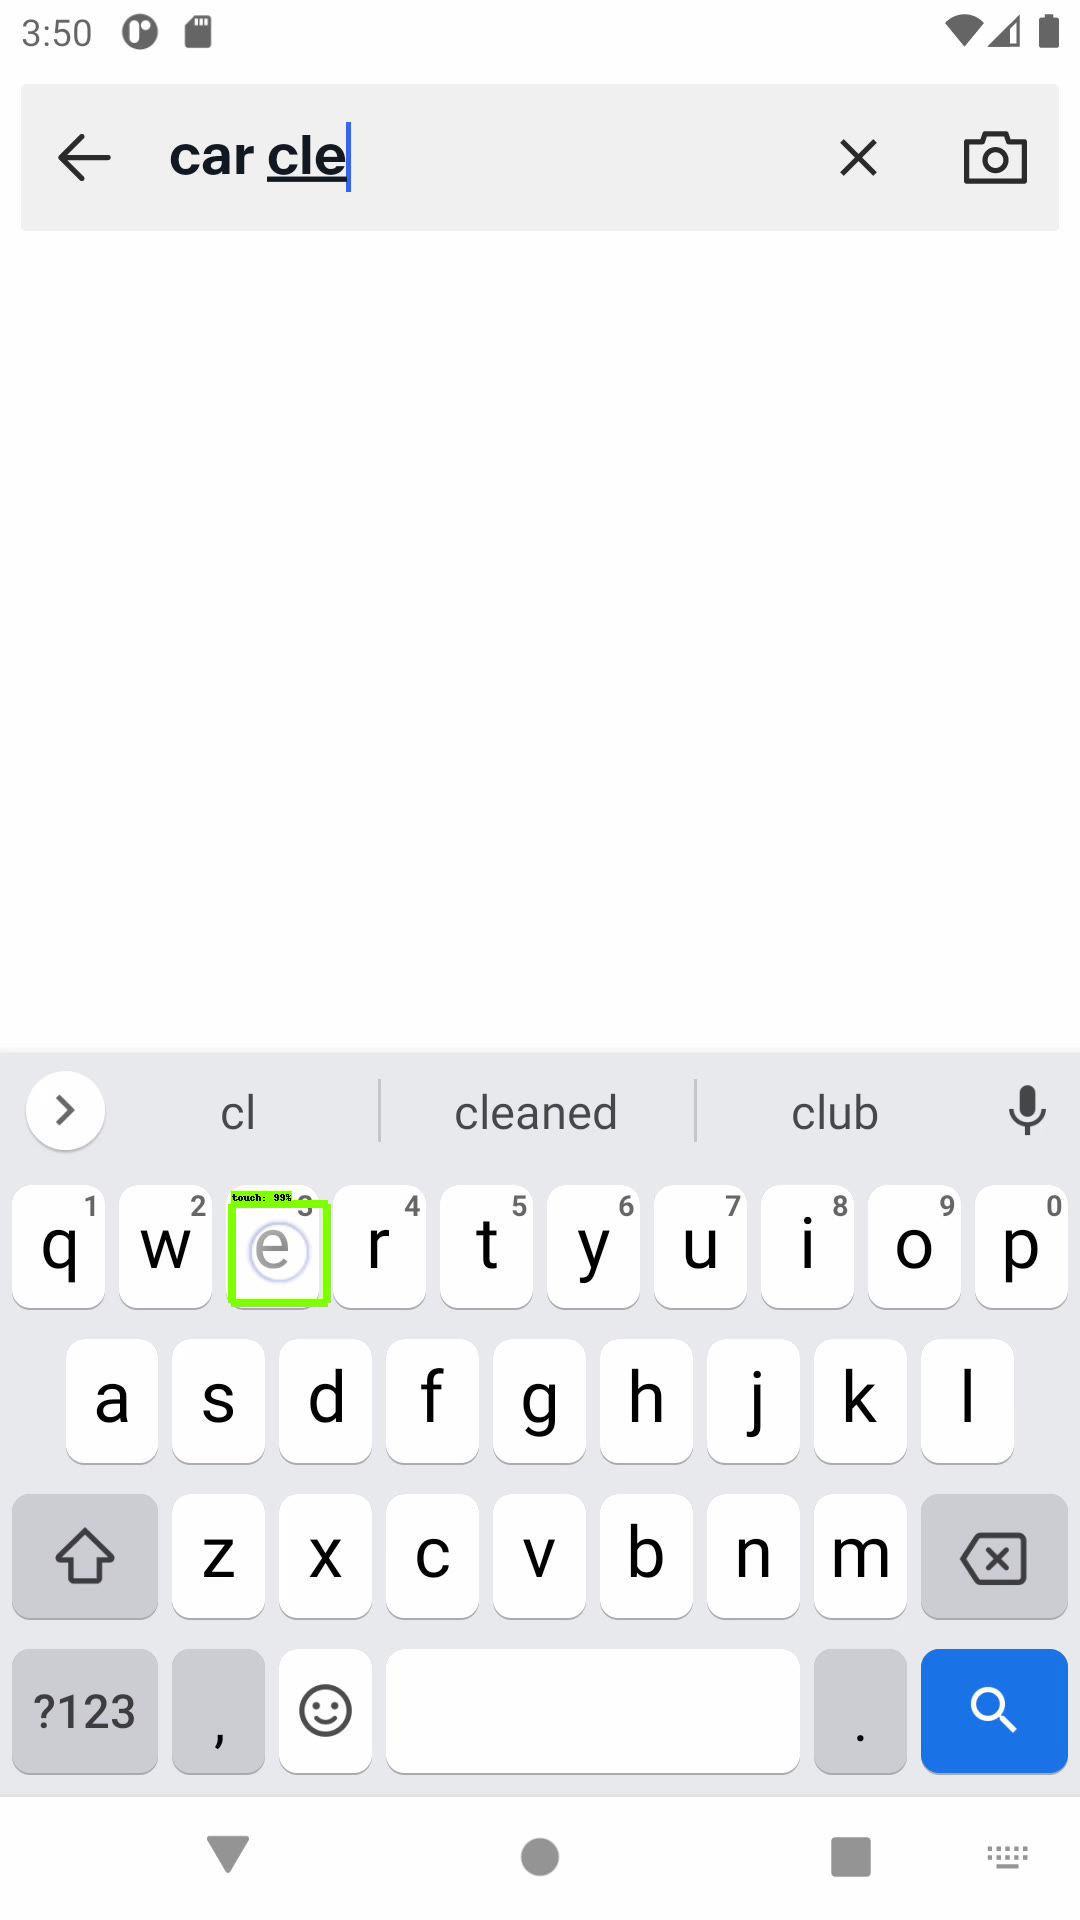 3:50
car cle
cl cleaned club
touch: 99%
1 2 3 4 5 6 7 8 9 0
q w e r t y u i o p
a s d f g h j k l
z x c v b n m
?123 , .